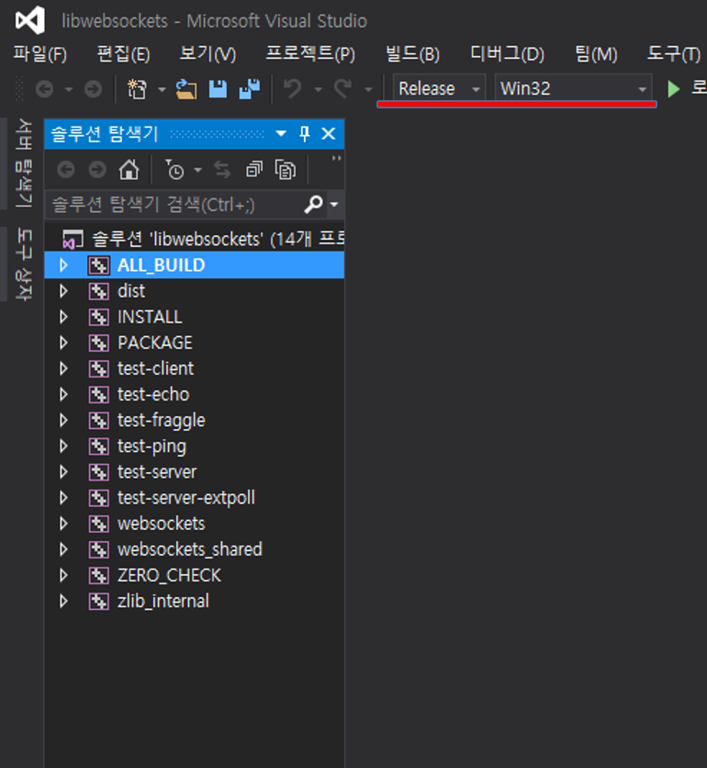 libwebsockets - Microsoft Visual Studio
파일(F) 편집(E) 보기(V) 프로젝트(P) 빌드(B) 디버그(D) 팀(M) 도구(T)
Release Win32 로
서버 탐색기
도구 상자
솔루션 탐색기
솔루션 탐색기 검색(Ctrl+;)
솔루션 'libwebsockets' (14개 프로
ALL_BUILD
dist
INSTALL
PACKAGE
test-client
test-echo
test-fraggle
test-ping
test-server
test-server-extpoll
websockets
websockets_shared
ZERO_CHECK
zlib_internal